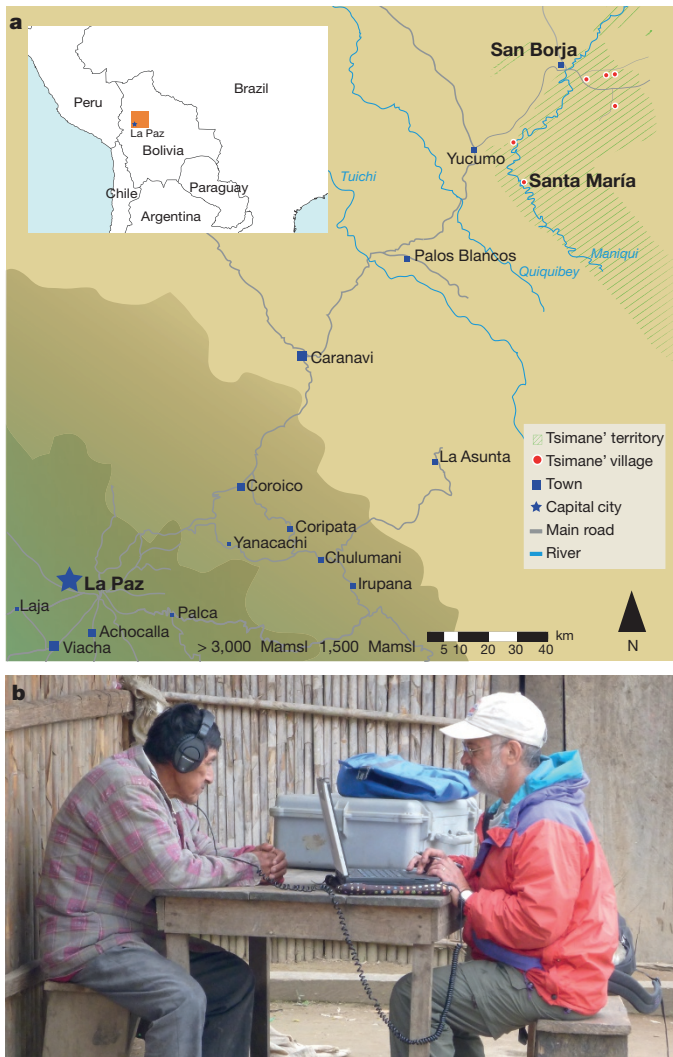 a
Peru
Brazil
La Paz
Bolivia
Chile
Paraguay
Argentina
San Borja
Yucumo
Santa María
Tuichi
Palos Blancos
Maniqui
Quiquibey
Caranavi
La Asunta
Coroico
Coripata
Yanacachi
Chulumani
Irupana
La Paz
Laja
Palca
Achocalla
Viacha
> 3,000 Mamsl 1,500 Mamsl
Tsimane' territory
Tsimane' village
Town
Capital city
Main road
River
km
5 10 20 30 40
N
b